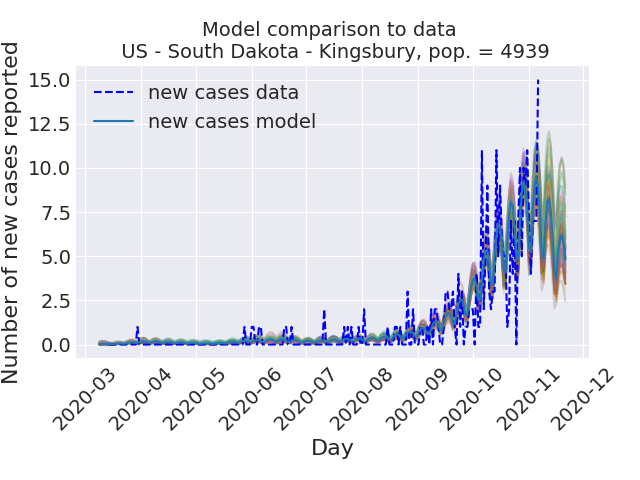 Model comparison to data
US - South Dakota - Kingsbury, pop. = 4939
Number of new cases reported
15.0
12.5
10.0
7.5
5.0
2.5
0.0
new cases data
new cases model
2020-03
2020-04
2020-05
2020-06
2020-07
2020-08
2020-09
2020-10
2020-11
2020-12
Day